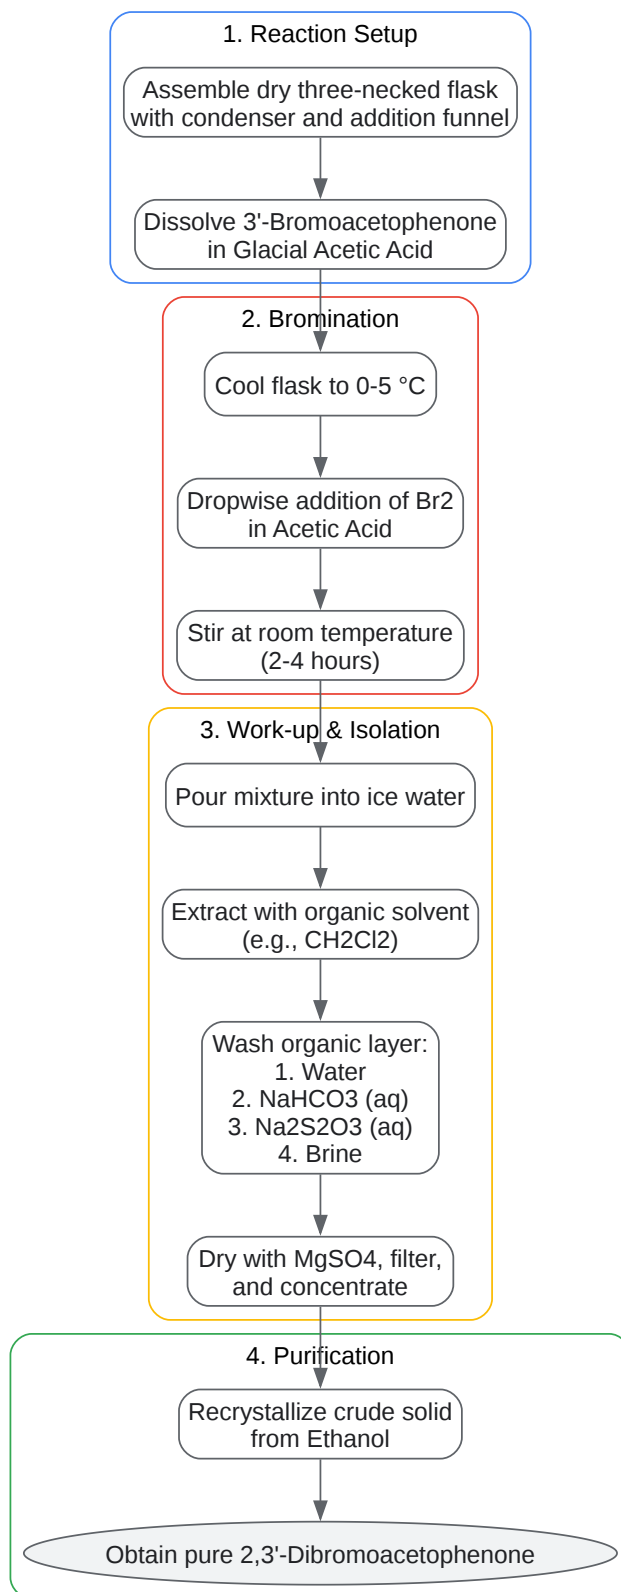 1. Reaction Setup
Assemble dry three-necked flask
with condenser and addition funnel
Dissolve 3'-Bromoacetophenone
in Glacial Acetic Acid
2. Bromination
Cool flask to 0-5 °C
Dropwise addition of Br2
in Acetic Acid
Stir at room temperature
(2-4 hours)
3. Work-up & Isolation
Pour mixture into ice water
Extract with organic solvent
(e.g., CH2Cl2)
Wash organic layer:
1. Water
2. NaHCO3 (aq)
3. Na2S2O3 (aq)
4. Brine
Dry with MgSO4, filter,
and concentrate
4. Purification
Recrystallize crude solid
from Ethanol
Obtain pure 2,3'-Dibromoacetophenone